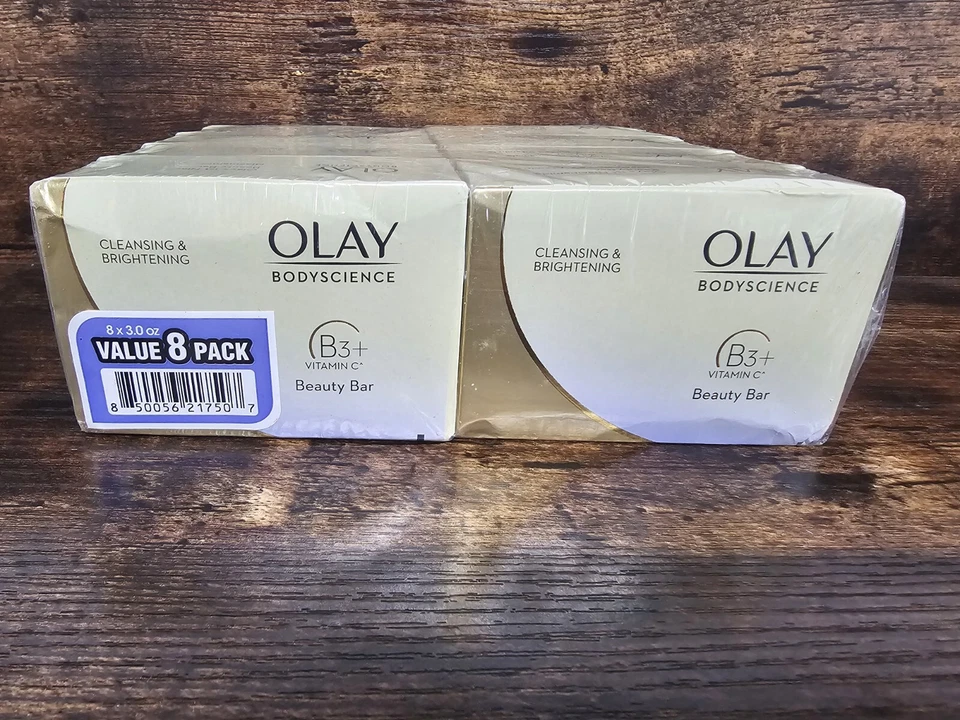 CLEANSING &
BRIGHTENING
OLAY
BODYSCIENCE
B3+
VITAMIN C^
Beauty Bar
8 x 3.0 oz
VALUE 8 PACK
8 50056 21750 7
CLEANSING &
BRIGHTENING
OLAY
BODYSCIENCE
B3+
VITAMIN C^
Beauty Bar
OLAY